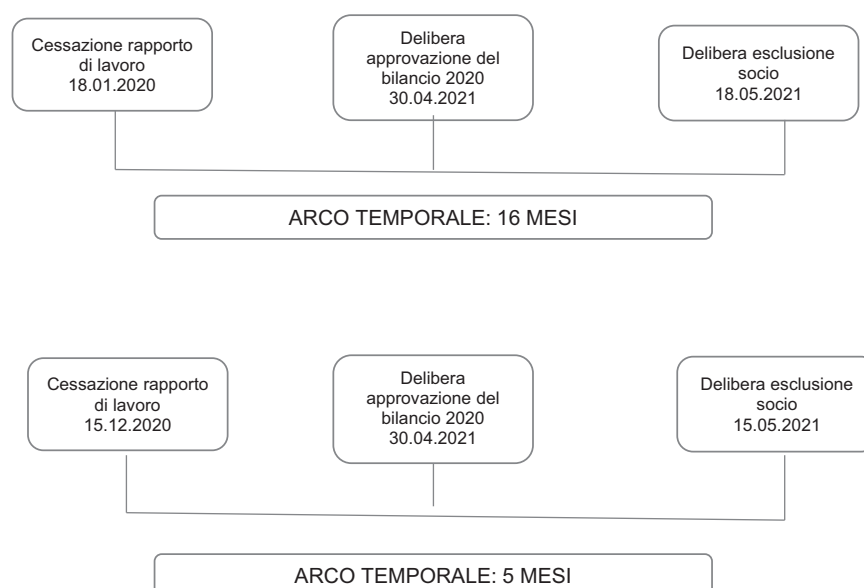 Cessazione rapporto
di lavoro
18.01.2020
Delibera
approvazione del
bilancio 2020
30.04.2021
Delibera esclusione
socio
18.05.2021
ARCO TEMPORALE: 16 MESI
Cessazione rapporto
di lavoro
15.12.2020
Delibera
approvazione del
bilancio 2020
30.04.2021
Delibera esclusione
socio
15.05.2021
ARCO TEMPORALE: 5 MESI